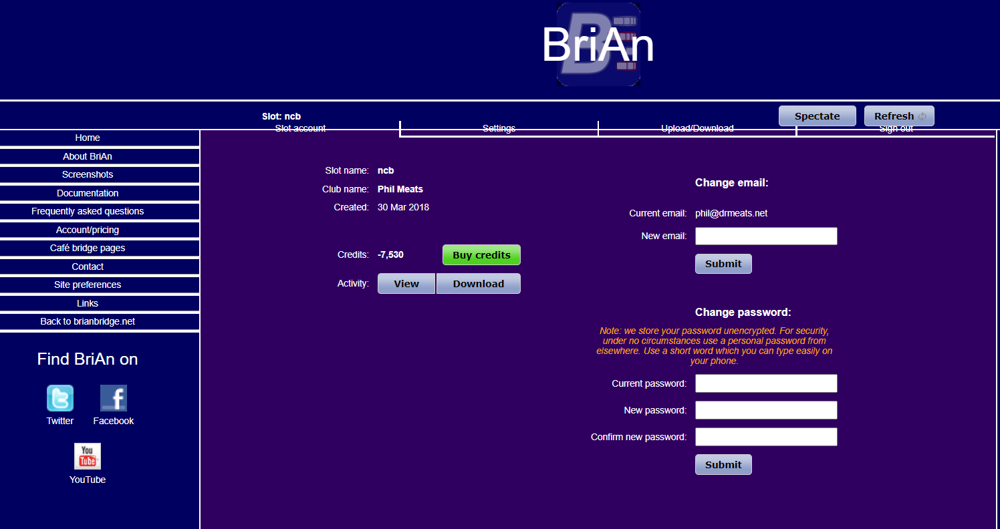 BriAn
Slot: ncb
Spectate
Refresh
Slot account
Settings
Upload/Download
Sign out
Home
About BriAn
Screenshots
Documentation
Frequently asked questions
Account/pricing
Café bridge pages
Contact
Site preferences
Links
Back to brianbridge.net
Find BriAn on
Twitter
Facebook
You
Tube
YouTube
Slot name: ncb
Club name: Phil Meats
Created: 30 Mar 2018
Credits: -7,530
Buy credits
Activity:
View
Download
Change email:
Current email: phil@drmeats.net
New email:
Submit
Change password:
Note: we store your password unencrypted. For security,
under no circumstances use a personal password from
elsewhere. Use a short word which you can type easily on
your phone.
Current password:
New password:
Confirm new password:
Submit